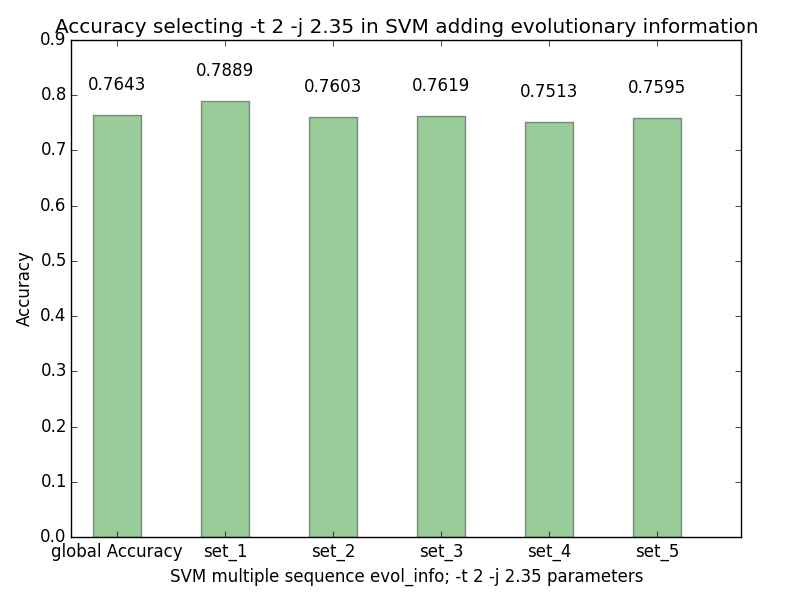 Accuracy selecting -t 2 -j 2.35 in SVM adding evolutionary information
0.9
0.8
0.7
0.6
0.5
0.4
0.3
0.2
0.1
0.0
Accuracy
0.7643
0.7889
0.7603
0.7619
0.7513
0.7595
global Accuracy
set_1
set_2
set_3
set_4
set_5
SVM multiple sequence evol_info; -t 2 -j 2.35 parameters